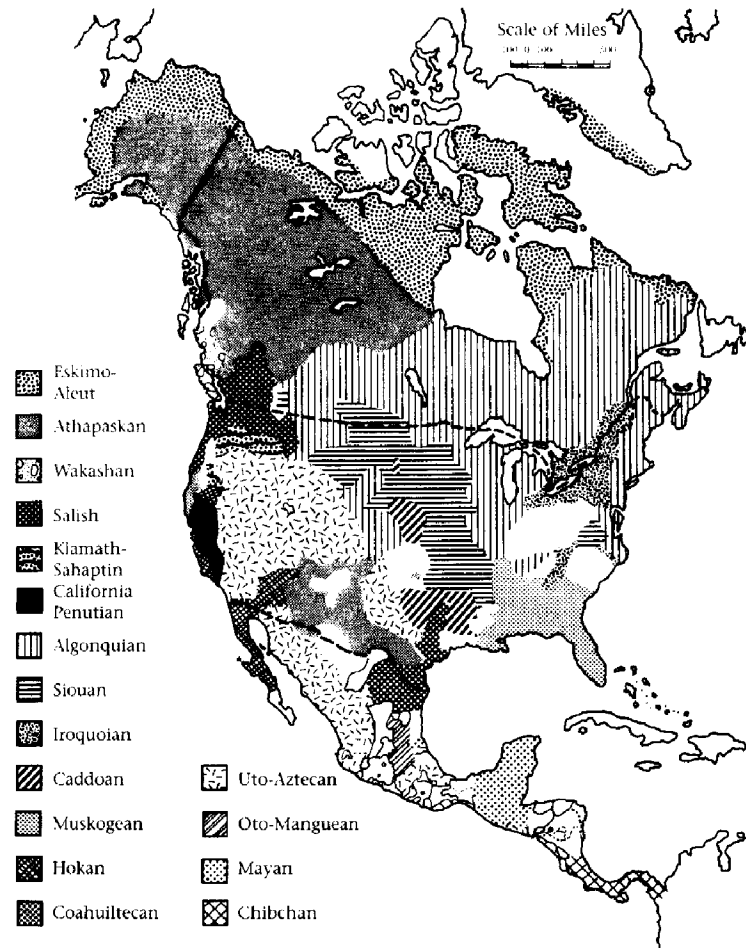 Scale of Miles
Eskimo-
Aleut
Athapaskan
Wakashan
Salish
Klamath-
Sahaptin
California
Penutian
Algonquian
Siouan
Iroquoian
Caddoan
Muskogean
Hokan
Coahuiltecan
Uto-Aztecan
Oto-Manguean
Mayan
Chibchan